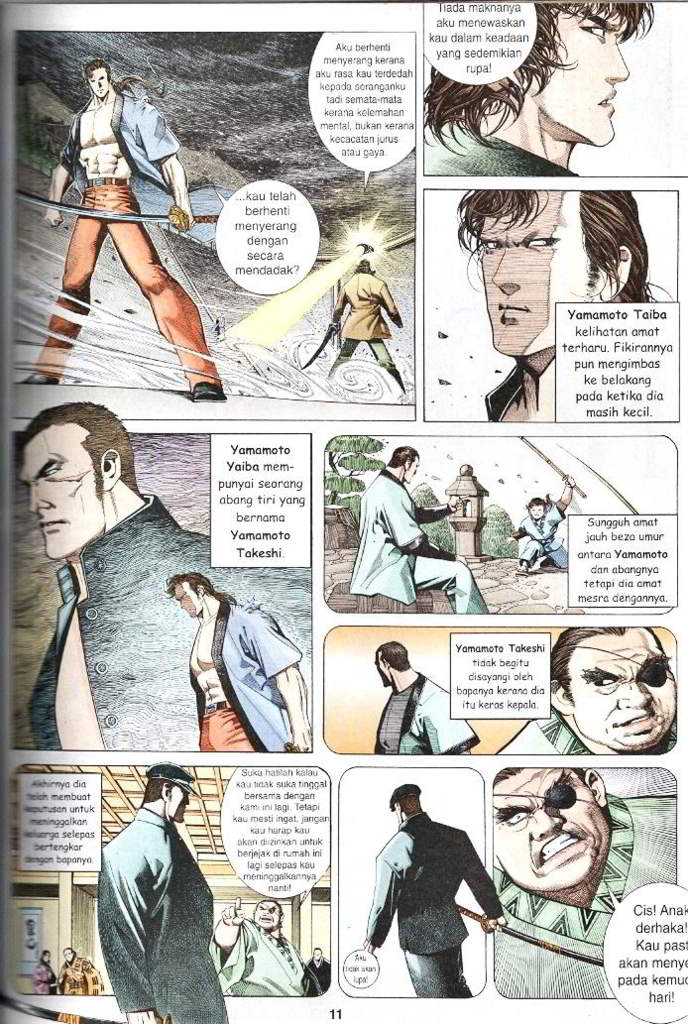 Aku berhenti
menyerang kerana
aku rasa kau terdedah
kepada seranganku
tadi semata-mata
kerana kelemahan
mental, bukan kerana
kecacatan jurus
atau gaya.
...kau telah
berhenti
menyerang
dengan
secara
mendadak?
Tiada maknanya
aku menewaskan
kau dalam keadaan
yang sedemikian
rupa!
Yamamoto Taiba
kelihatan amat
terharu. Fikirannya
pun mengimbas
ke belakang
pada ketika dia
masih kecil.
Yamamoto
Yaiba mem-
punyai seorang
abang tiri yang
bernama
Yamamoto
Takeshi.
Sungguh amat
jauh beza umur
antara Yamamoto
dan abangnya
tetapi dia amat
mesra dengannya.
Yamamoto Takeshi
tidak begitu
disayangi oleh
bapanya kerana dia
itu keras kepala.
Akhirnya dia
telah membuat
keputusan untuk
meninggalkan
keluarga selepas
bertengkar
dengan bapanya.
Suka hatilah kalau
kau tidak suka tinggal
bersama dengan
kami ini lagi. Tetapi
kau mesti ingat, jangan
kau harap kau
akan diizinkan untuk
berjejak di rumah ini
lagi selepas kau
meninggalkannya
nanti!
Aku
tidak akan
lupa!
Cis! Anak
derhaka!
Kau past
akan menye
pada kemud
hari!
11